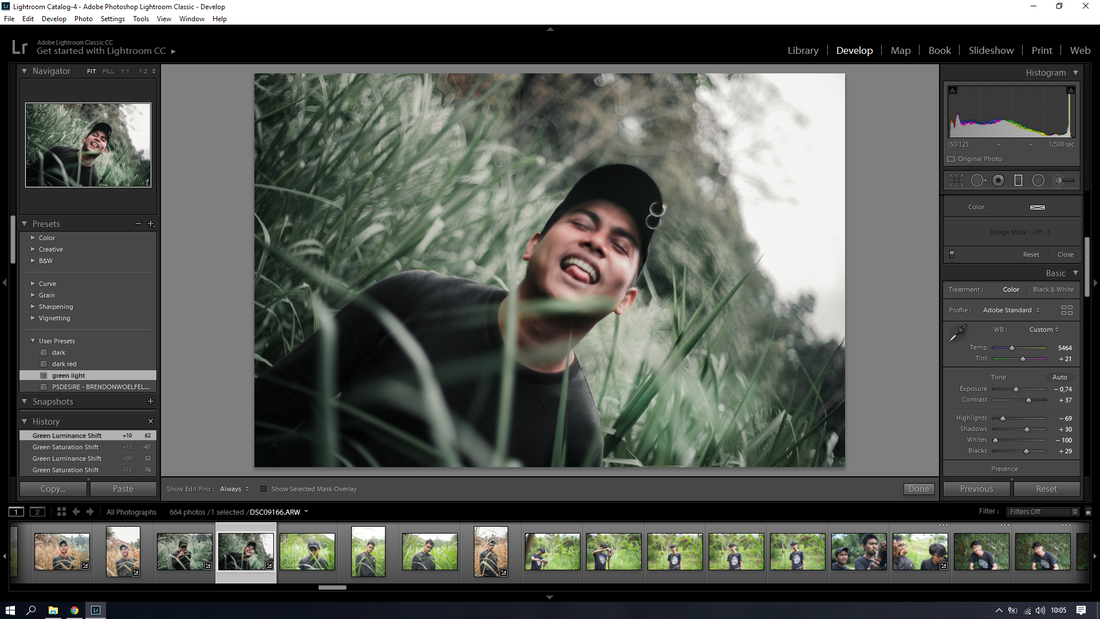 Lightroom Catalog-4 - Adobe Photoshop Lightroom Classic - Develop
File Edit Develop Photo Settings Tools View Window Help
Lr
Adobe Lightroom Classic CC
Get started with Lightroom CC
Library | Develop | Map | Book | Slideshow | Print | Web
Navigator FIT FILL 1:1 1:2
Presets
Color
Creative
B&W
Curve
Grain
Sharpening
Vignetting
User Presets
dark
dark red
green light
PSDESIRE - BRENDONWOELFEL...
Snapshots
History
Green Luminance Shift +10 62
Green Saturation Shift -61
Green Luminance Shift 32
Green Saturation Shift -76
Copy... Paste
Show Edit Pins : Always Show Selected Mask Overlay Done
Histogram
ISO 125 1/500 sec
Original Photo
Color
Range Mask : Off
Reset Close
Basic
Treatment : Color Black & White
Profile : Adobe Standard
WB : Custom
Temp 5464
Tint + 21
Tone Auto
Exposure – 0,74
Contrast + 37
Highlights – 69
Shadows + 30
Whites – 100
Blacks + 29
Presence
Previous Reset
1 2 All Photographs 664 photos / 1 selected / DSC09166.ARW Filter : Filters Off
Lr 10:05